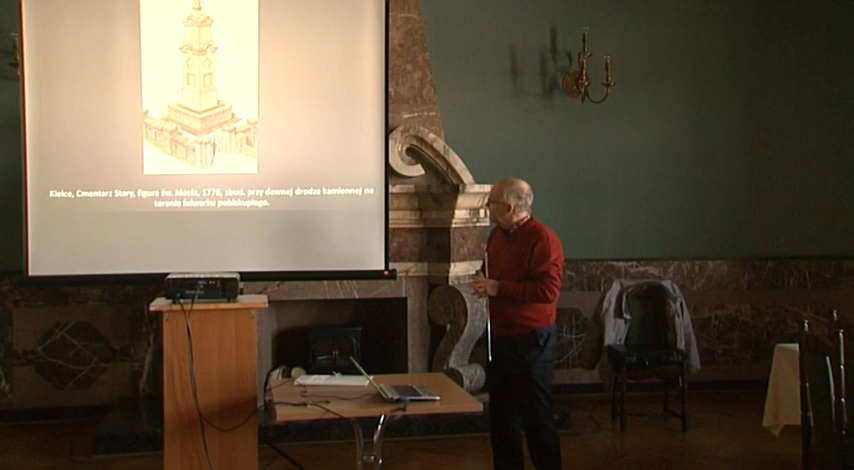 Kielce, Cmentarz Stary, figura św. Józefa, 1776, zbud. przy dawnej drodze kamiennej na
terenie folwarku pobiskupiego.